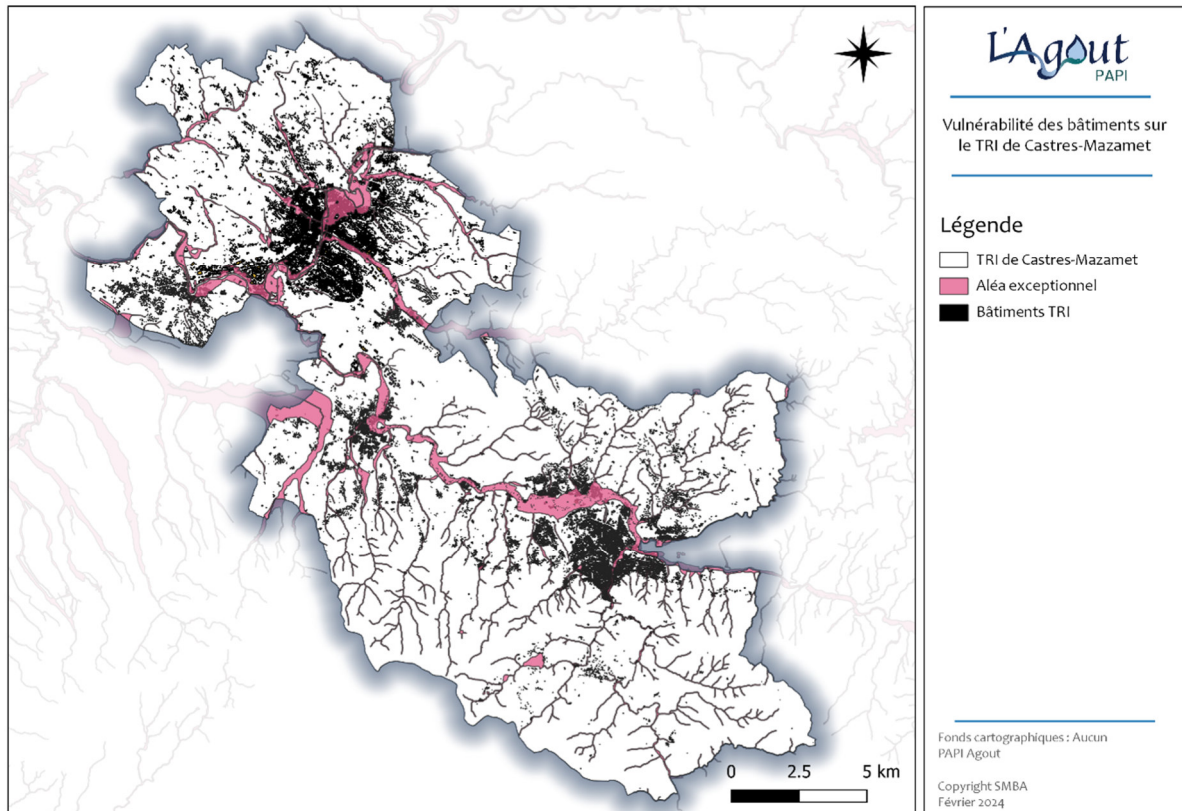 L'Agout
PAPI
Vulnérabilité des bâtiments sur
le TRI de Castres-Mazamet
Légende
TRI de Castres-Mazamet
Aléa exceptionnel
Bâtiments TRI
0 2.5 5 km
Fonds cartographiques : Aucun
PAPI Agout
Copyright SMBA
Février 2024